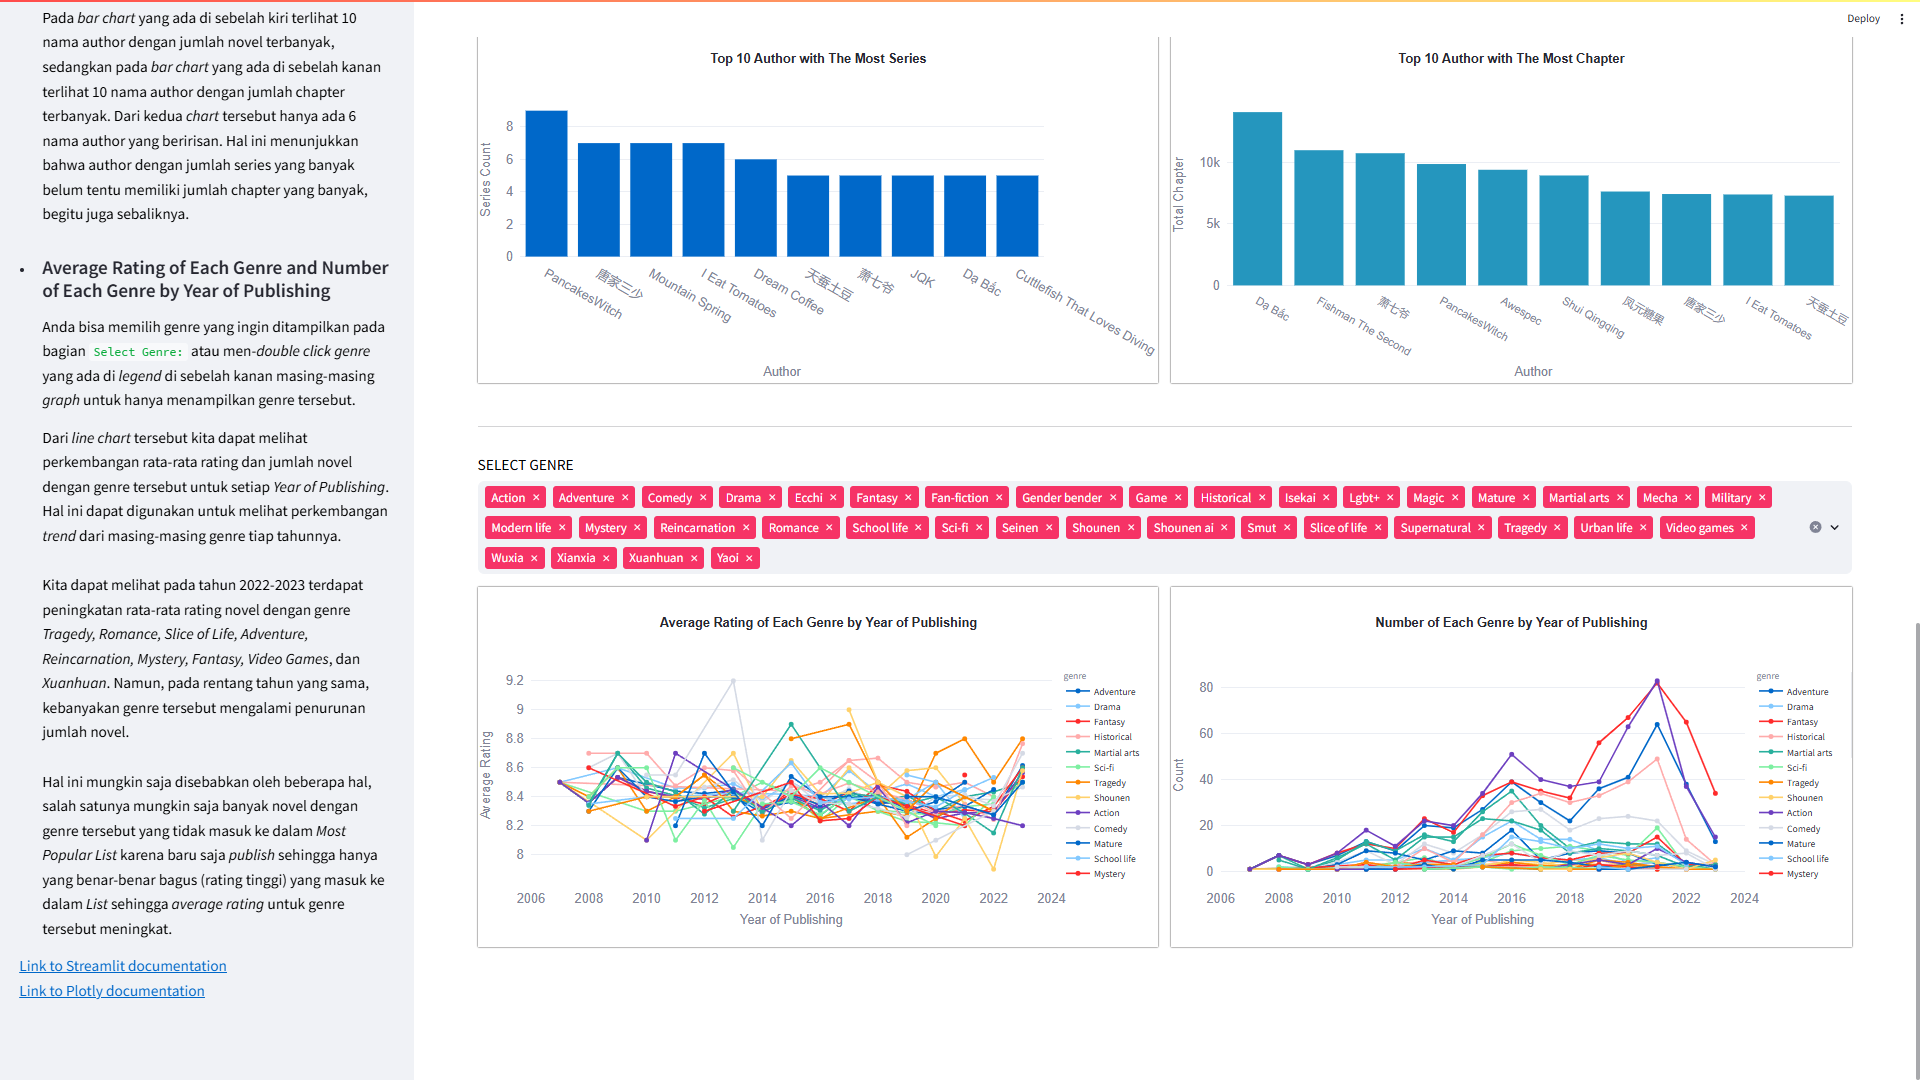 Pada bar chart yang ada di sebelah kiri terlihat 10
nama author dengan jumlah novel terbanyak,
sedangkan pada bar chart yang ada di sebelah kanan
terlihat 10 nama author dengan jumlah chapter
terbanyak. Dari kedua chart tersebut hanya ada 6
nama author yang beririsan. Hal ini menunjukkan
bahwa author dengan jumlah series yang banyak
belum tentu memiliki jumlah chapter yang banyak,
begitu juga sebaliknya.
• Average Rating of Each Genre and Number
of Each Genre by Year of Publishing
Anda bisa memilih genre yang ingin ditampilkan pada
bagian Select Genre: atau men-double click genre
yang ada di legend di sebelah kanan masing-masing
graph untuk hanya menampilkan genre tersebut.
Dari line chart tersebut kita dapat melihat
perkembangan rata-rata rating dan jumlah novel
dengan genre tersebut untuk setiap Year of Publishing.
Hal ini dapat digunakan untuk melihat perkembangan
trend dari masing-masing genre tiap tahunnya.
Kita dapat melihat pada tahun 2022-2023 terdapat
peningkatan rata-rata rating novel dengan genre
Tragedy, Romance, Slice of Life, Adventure,
Reincarnation, Mystery, Fantasy, Video Games, dan
Xuanhuan. Namun, pada rentang tahun yang sama,
kebanyakan genre tersebut mengalami penurunan
jumlah novel.
Hal ini mungkin saja disebabkan oleh beberapa hal,
salah satunya mungkin saja banyak novel dengan
genre tersebut yang tidak masuk ke dalam Most
Popular List karena baru saja publish sehingga hanya
yang benar-benar bagus (rating tinggi) yang masuk ke
dalam List sehingga average rating untuk genre
tersebut meningkat.
Link to Streamlit documentation
Link to Plotly documentation
Deploy
Top 10 Author with The Most Series
Series Count
8
6
4
2
0
PancakesWitch
唐家三少
Mountain Spring
I Eat Tomatoes
Dream Coffee
天蚕土豆
萧七爷
JQK
Dạ Bắc
Cuttlefish That Loves Diving
Author
Top 10 Author with The Most Chapter
Total Chapter
10k
5k
0
Dạ Bắc
Fishman The Second
萧七爷
PancakesWitch
Awespec
Shui Qingqing
凤元糖果
唐家三少
I Eat Tomatoes
天蚕土豆
Author
SELECT GENRE
Action × Adventure × Comedy × Drama × Ecchi × Fantasy × Fan-fiction × Gender bender × Game × Historical × Isekai × Lgbt+ × Magic × Mature × Martial arts × Mecha × Military ×
Modern life × Mystery × Reincarnation × Romance × School life × Sci-fi × Seinen × Shounen × Shounen ai × Smut × Slice of life × Supernatural × Tragedy × Urban life × Video games ×
Wuxia × Xianxia × Xuanhuan × Yaoi ×
Average Rating of Each Genre by Year of Publishing
Average Rating
9.2
9
8.8
8.6
8.4
8.2
8
2006 2008 2010 2012 2014 2016 2018 2020 2022 2024
Year of Publishing
genre
Adventure
Drama
Fantasy
Historical
Martial arts
Sci-fi
Tragedy
Shounen
Action
Comedy
Mature
School life
Mystery
Number of Each Genre by Year of Publishing
Count
80
60
40
20
0
2006 2008 2010 2012 2014 2016 2018 2020 2022 2024
Year of Publishing
genre
Adventure
Drama
Fantasy
Historical
Martial arts
Sci-fi
Tragedy
Shounen
Action
Comedy
Mature
School life
Mystery